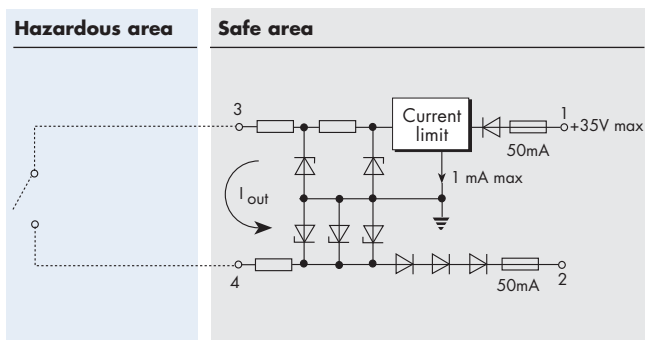 Hazardous area
Safe area
3
Current
limit
1
+35V max
50mA
1 mA max
I out
4
50mA
2